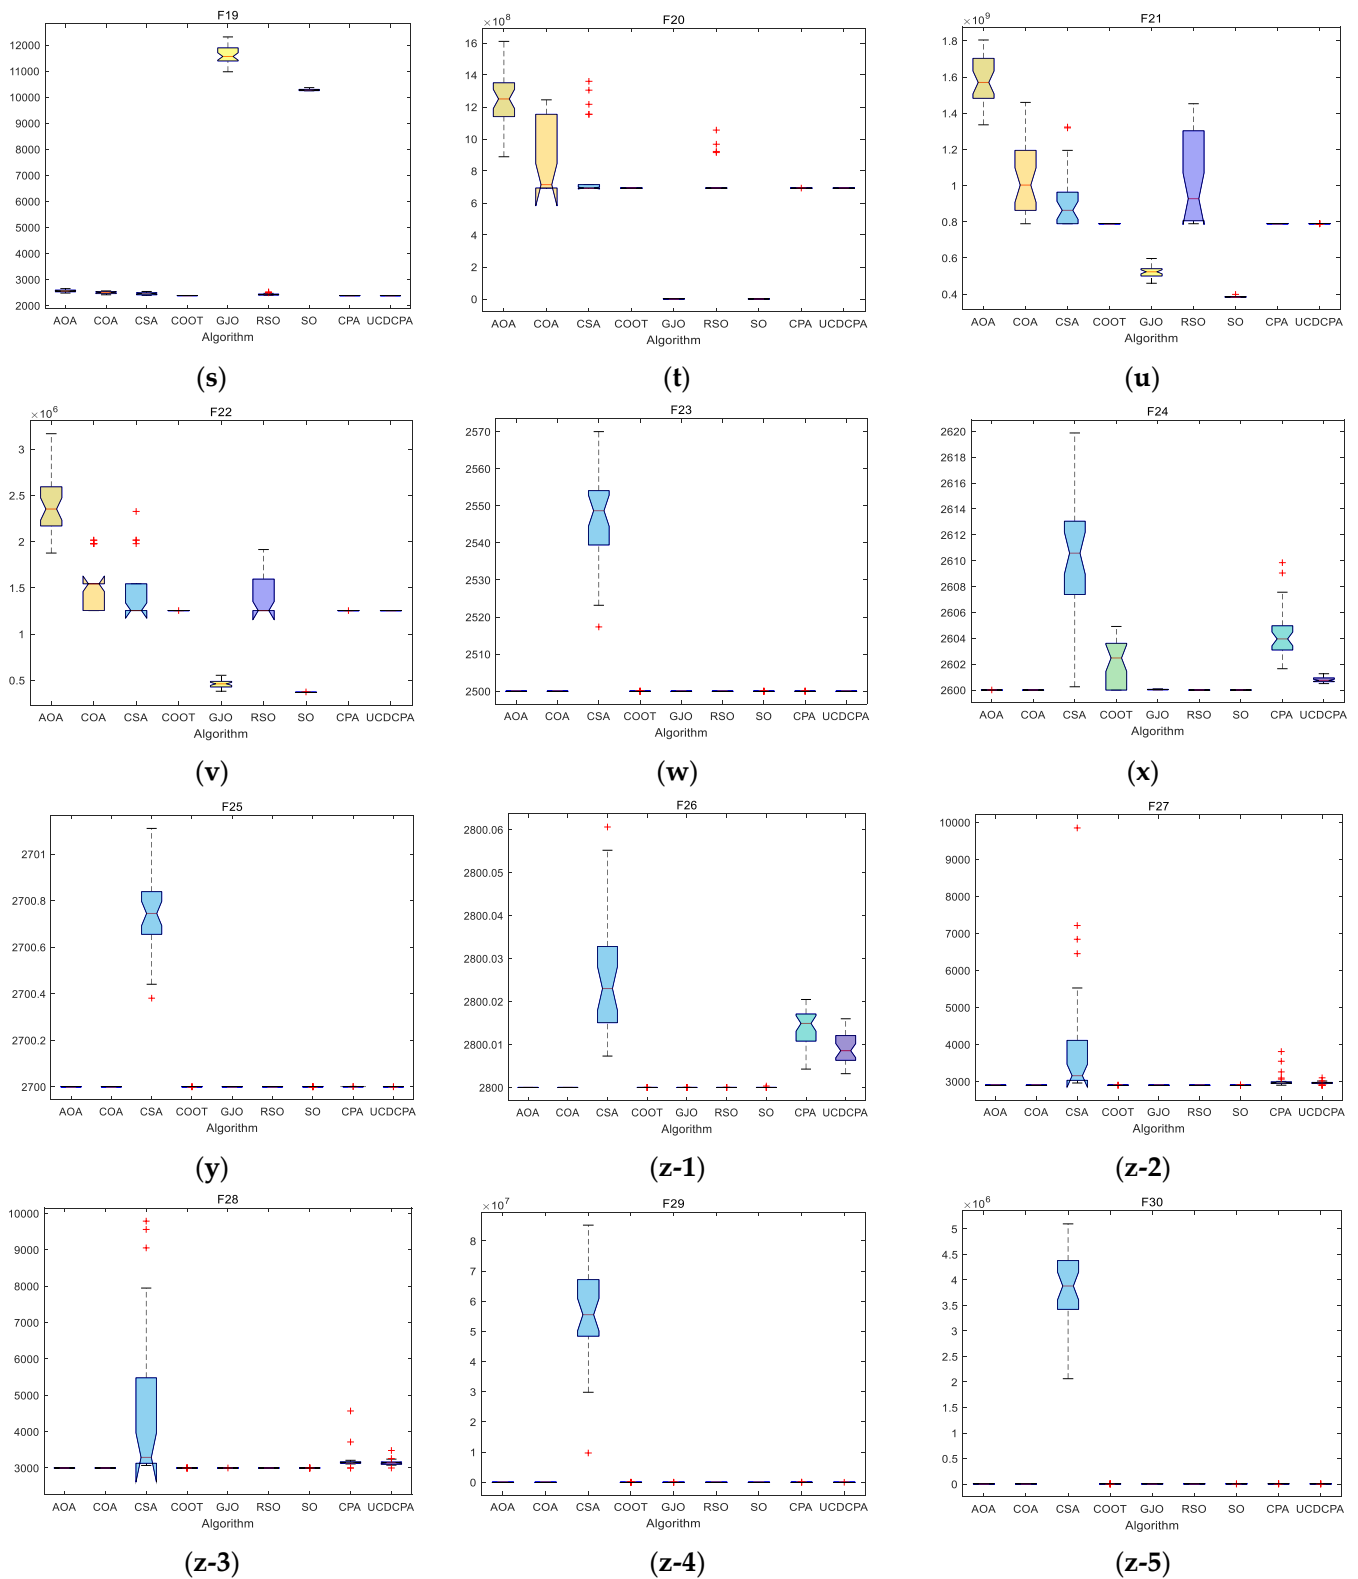 F19
12000
11000
10000
9000
8000
7000
6000
5000
4000
3000
2000
AOA COA CSA COOT GJO RSO SO CPA UCDCPA
Algorithm
(s)
×10^8
F20
16
14
12
10
8
6
4
2
0
AOA COA CSA COOT GJO RSO SO CPA UCDCPA
Algorithm
(t)
×10^9
F21
1.8
1.6
1.4
1.2
1
0.8
0.6
0.4
AOA COA CSA COOT GJO RSO SO CPA UCDCPA
Algorithm
(u)
×10^6
F22
3
2.5
2
1.5
1
0.5
AOA COA CSA COOT GJO RSO SO CPA UCDCPA
Algorithm
(v)
F23
2570
2560
2550
2540
2530
2520
2510
2500
AOA COA CSA COOT GJO RSO SO CPA UCDCPA
Algorithm
(w)
F24
2620
2618
2616
2614
2612
2610
2608
2606
2604
2602
2600
AOA COA CSA COOT GJO RSO SO CPA UCDCPA
Algorithm
(x)
F25
2701
2700.8
2700.6
2700.4
2700.2
2700
AOA COA CSA COOT GJO RSO SO CPA UCDCPA
Algorithm
(y)
F26
2800.06
2800.05
2800.04
2800.03
2800.02
2800.01
2800
AOA COA CSA COOT GJO RSO SO CPA UCDCPA
Algorithm
(z-1)
F27
10000
9000
8000
7000
6000
5000
4000
3000
AOA COA CSA COOT GJO RSO SO CPA UCDCPA
Algorithm
(z-2)
F28
10000
9000
8000
7000
6000
5000
4000
3000
AOA COA CSA COOT GJO RSO SO CPA UCDCPA
Algorithm
(z-3)
×10^7
F29
8
7
6
5
4
3
2
1
0
AOA COA CSA COOT GJO RSO SO CPA UCDCPA
Algorithm
(z-4)
×10^6
F30
5
4.5
4
3.5
3
2.5
2
1.5
1
0.5
0
AOA COA CSA COOT GJO RSO SO CPA UCDCPA
Algorithm
(z-5)